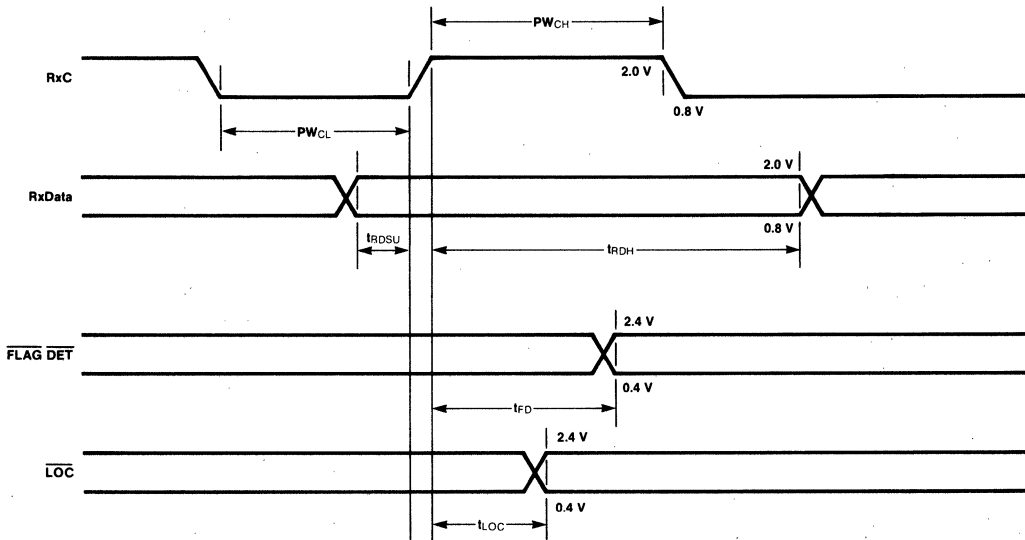 PWCH
RxC
2.0 V
0.8 V
PWCL
RxData
2.0 V
0.8 V
tRDSU
tRDH
FLAG DET
2.4 V
0.4 V
tFD
LOC
2.4 V
0.4 V
tLOC